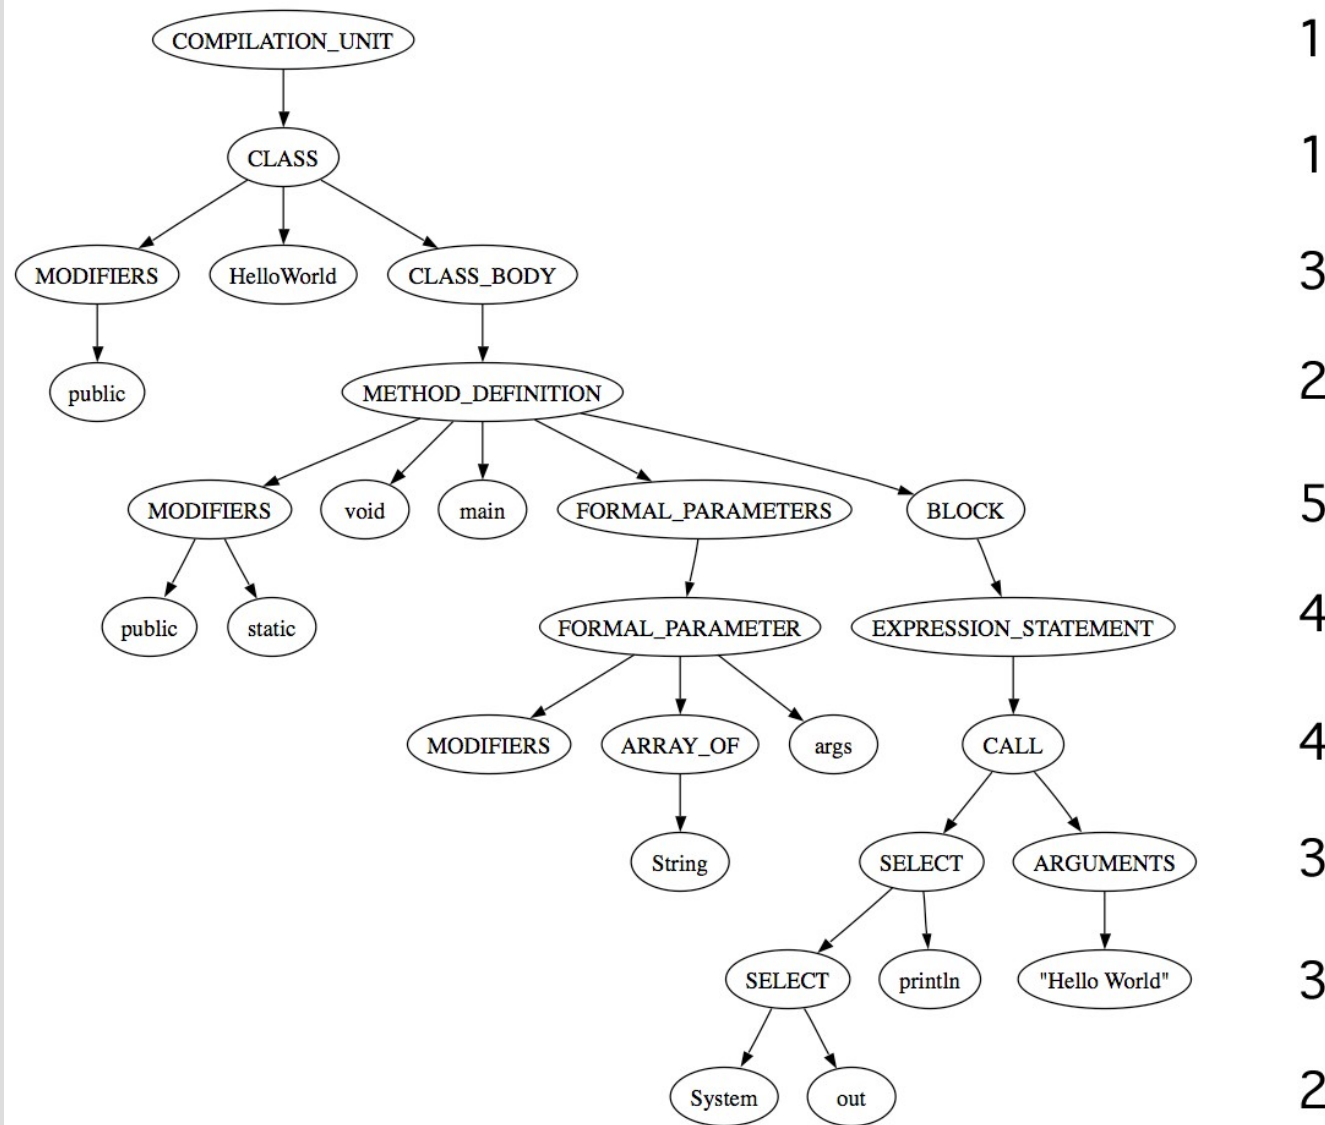 COMPILATION_UNIT 1
CLASS 1
MODIFIERS HelloWorld CLASS_BODY 3
public METHOD_DEFINITION 2
MODIFIERS void main FORMAL_PARAMETERS BLOCK 5
public static FORMAL_PARAMETER EXPRESSION_STATEMENT 4
MODIFIERS ARRAY_OF args CALL 4
String SELECT ARGUMENTS 3
SELECT println "Hello World" 3
System out 2